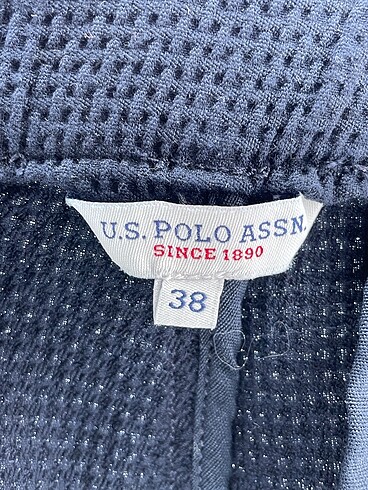 U.S. POLO ASSN.
SINCE 1890
38